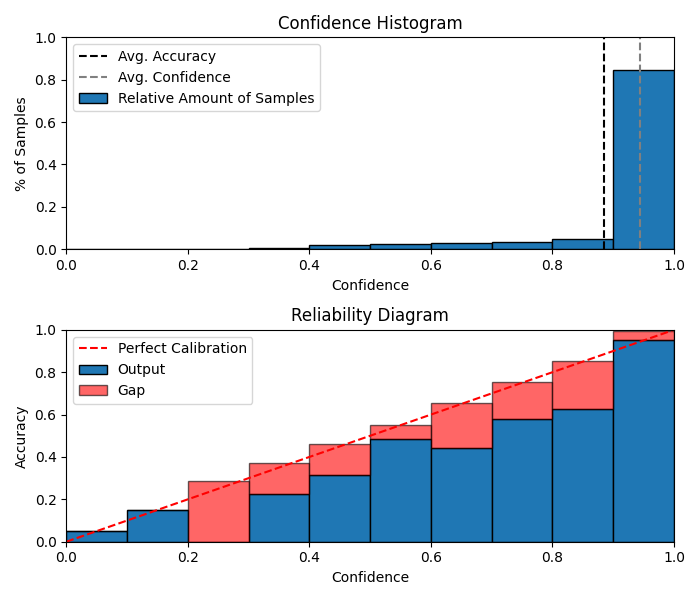 Confidence Histogram
1.0
0.8
0.6
0.4
0.2
0.0
% of Samples
Avg. Accuracy
Avg. Confidence
Relative Amount of Samples
0.0 0.2 0.4 0.6 0.8 1.0
Confidence
Reliability Diagram
1.0
0.8
0.6
0.4
0.2
0.0
Accuracy
Perfect Calibration
Output
Gap
0.0 0.2 0.4 0.6 0.8 1.0
Confidence